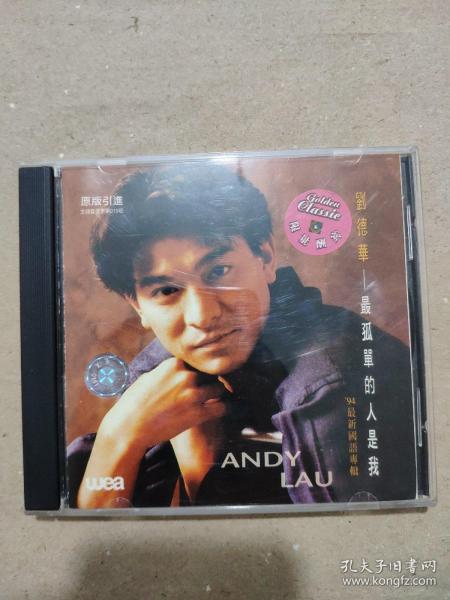 原版引進
Golden
Classic
劉德華—最孤單的人是我
'94最新國語專輯
ANDY
LAU
wea
孔夫子旧书网
www.kongfz.com